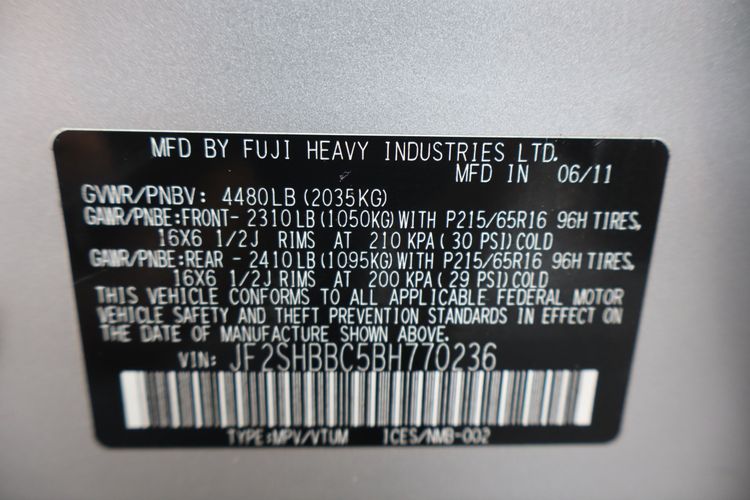 MFD BY FUJI HEAVY INDUSTRIES LTD.
MFD IN 06/11
GVWR/PNBV: 4480LB (2035KG)
GAWR/PNBE:FRONT- 2310LB (1050KG)WITH P215/65R16 96H TIRES,
16X6 1/2J RIMS AT 210 KPA (30 PSI)COLD
GAWR/PNBE:REAR - 2410LB (1095KG)WITH P215/65R16 96H TIRES,
16X6 1/2J RIMS AT 200 KPA (29 PSI)COLD
THIS VEHICLE CONFORMS TO ALL APPLICABLE FEDERAL MOTOR
VEHICLE SAFETY AND THEFT PREVENTION STANDARDS IN EFFECT ON
THE DATE OF MANUFACTURE SHOWN ABOVE.
VIN: JF2SHBBC5BH770236
TYPE:MPV/VTUM ICES/NMB-002